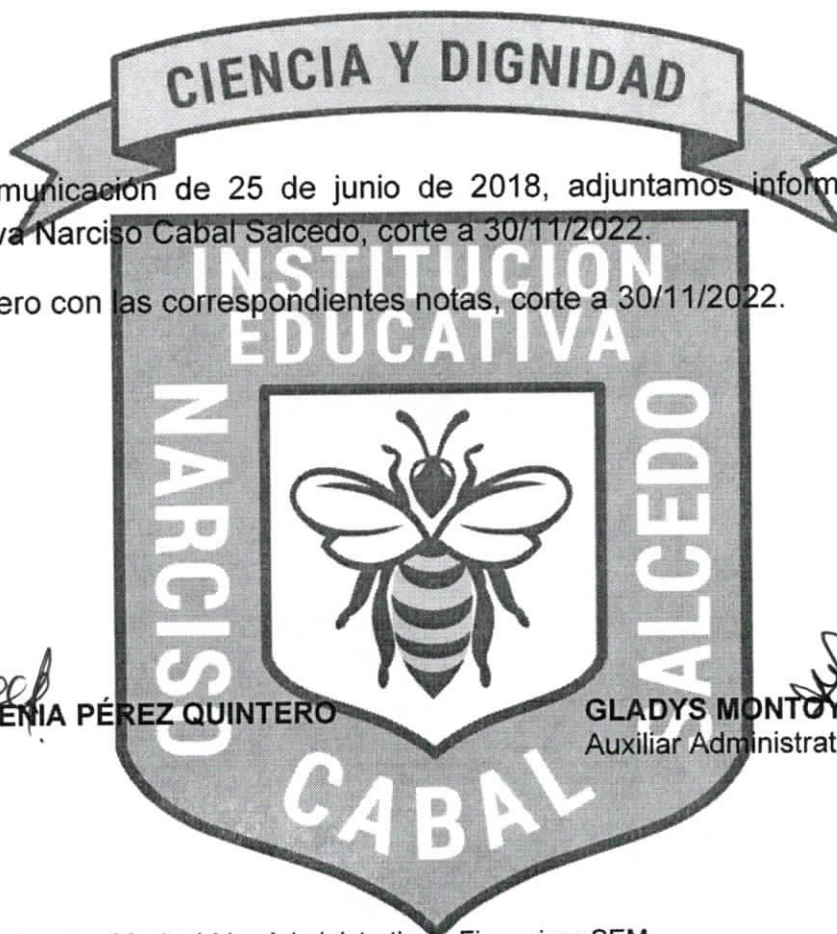 CIENCIA Y DIGNIDAD
municación de 25 de junio de 2018, adjuntamos inform
va Narciso Cabal Salcedo, corte a 30/11/2022.
INSTITUCIÓN
ero con las correspondientes notas, corte a 30/11/2022.
EDUCATIVA
NARCISO
CABAL
SALCEDO
ENIA PÉREZ QUINTERO
GLADYS MONTOY
Auxiliar Administrat